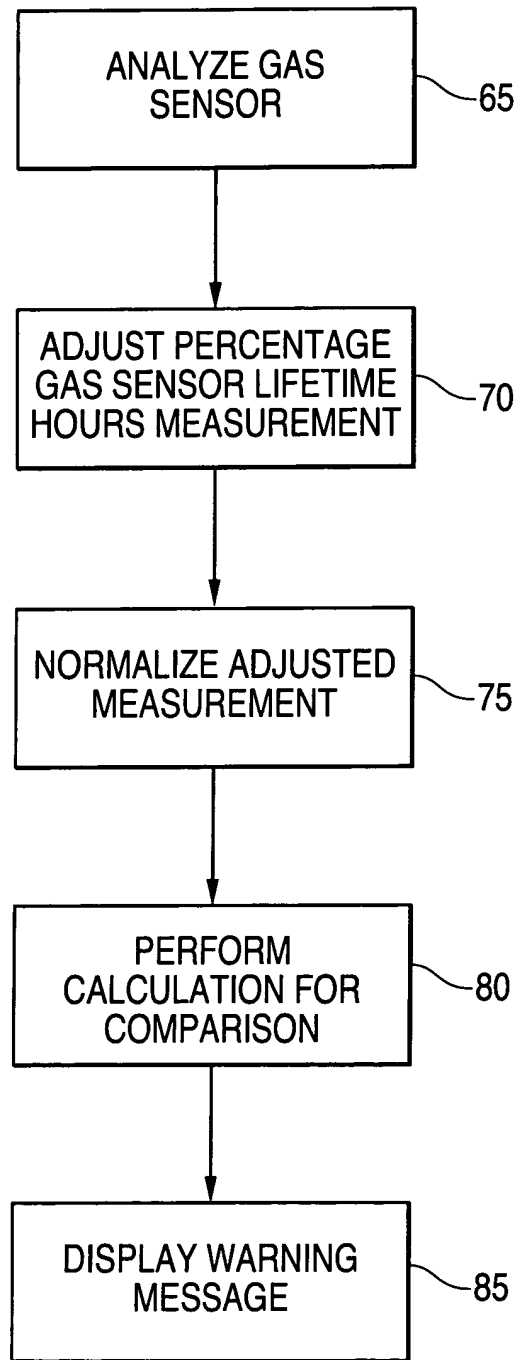 ANALYZE GAS
SENSOR
65
ADJUST PERCENTAGE
GAS SENSOR LIFETIME
HOURS MEASUREMENT
70
NORMALIZE ADJUSTED
MEASUREMENT
75
PERFORM
CALCULATION FOR
COMPARISON
80
DISPLAY WARNING
MESSAGE
85